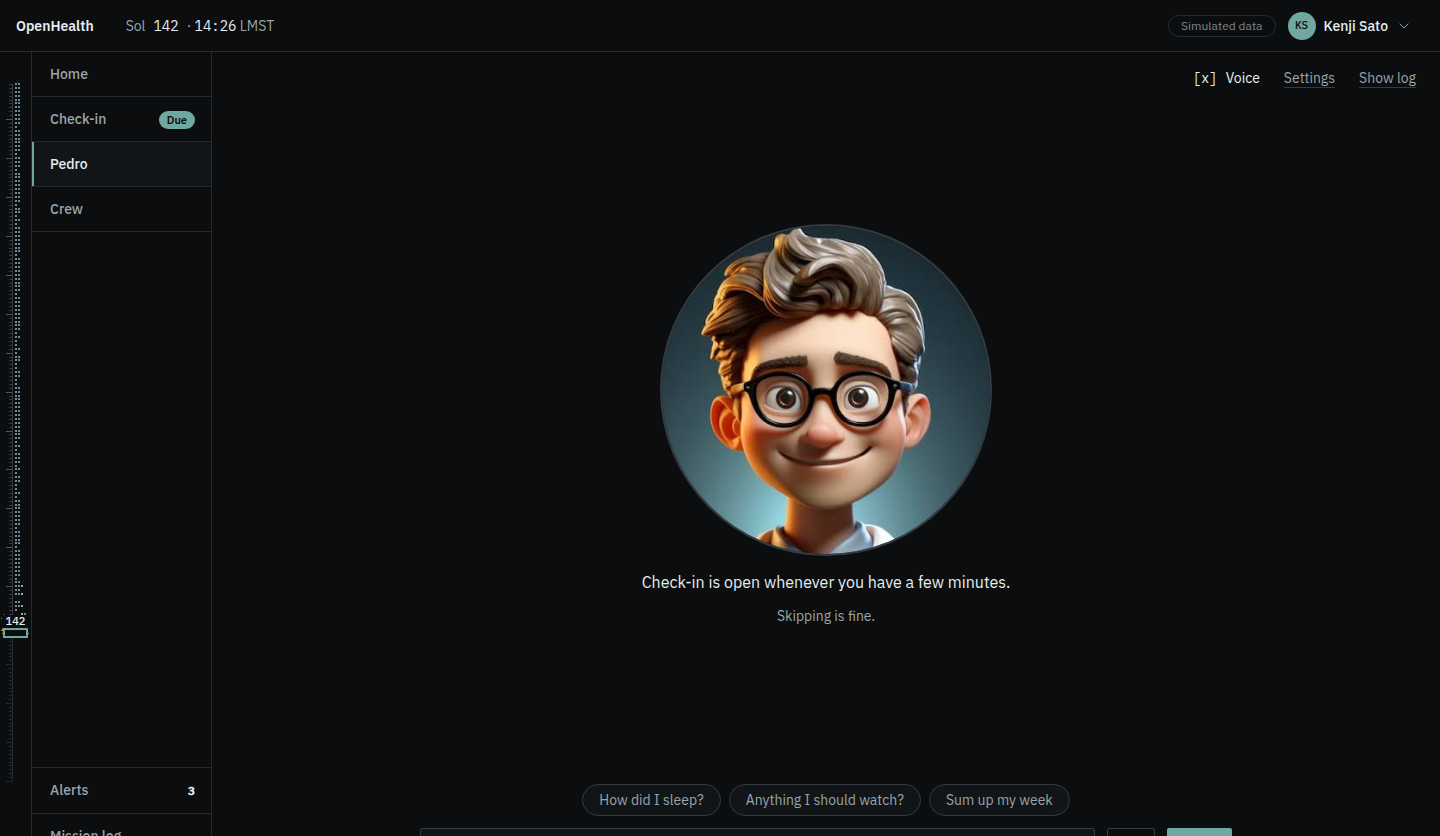 OpenHealth
Sol 142 · 14:26 LMST
Simulated data
KS
Kenji Sato
Home
Check-in
Due
Pedro
Crew
[x] Voice
Settings
Show log
142
Check-in is open whenever you have a few minutes.
Skipping is fine.
Alerts
3
Mission log
How did I sleep?
Anything I should watch?
Sum up my week